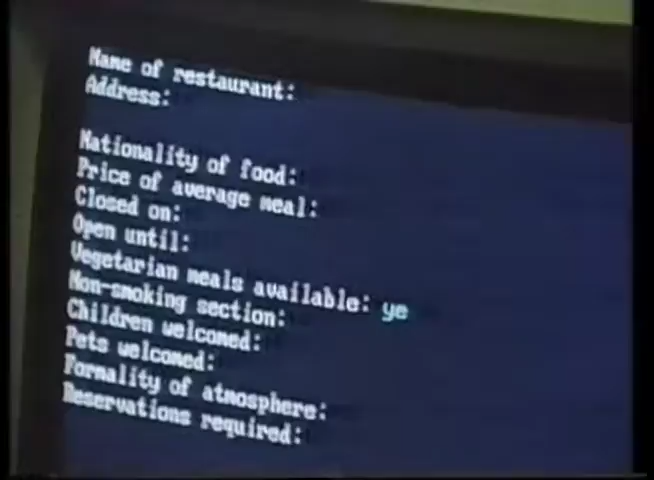 Name of restaurant:
Address:
Nationality of food:
Price of average meal:
Closed on:
Open until:
Vegetarian meals available: ye
Non-smoking section:
Children welcomed:
Pets welcomed:
Formality of atmosphere:
Reservations required: